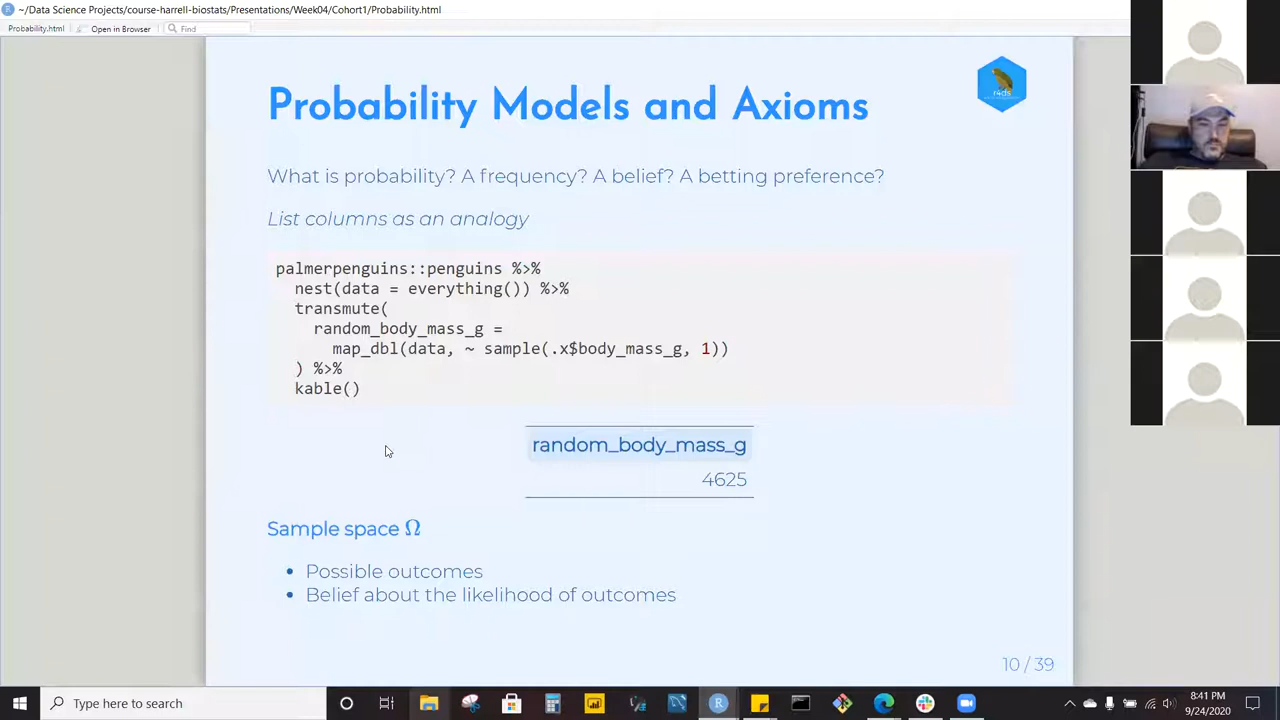 ~/Data Science Projects/course-harrell-biostats/Presentations/Week04/Cohort1/Probability.html
Probability.html
Open in Browser
Find
Probability Models and Axioms
r4ds
What is probability? A frequency? A belief? A betting preference?
List columns as an analogy
palmerpenguins::penguins %>%
nest(data = everything()) %>%
transmute(
random_body_mass_g =
map_dbl(data, ~ sample(.x$body_mass_g, 1))
) %>%
kable()
random_body_mass_g
4625
Sample space Ω
• Possible outcomes
• Belief about the likelihood of outcomes
10 / 39
Type here to search
8:41 PM
9/24/2020